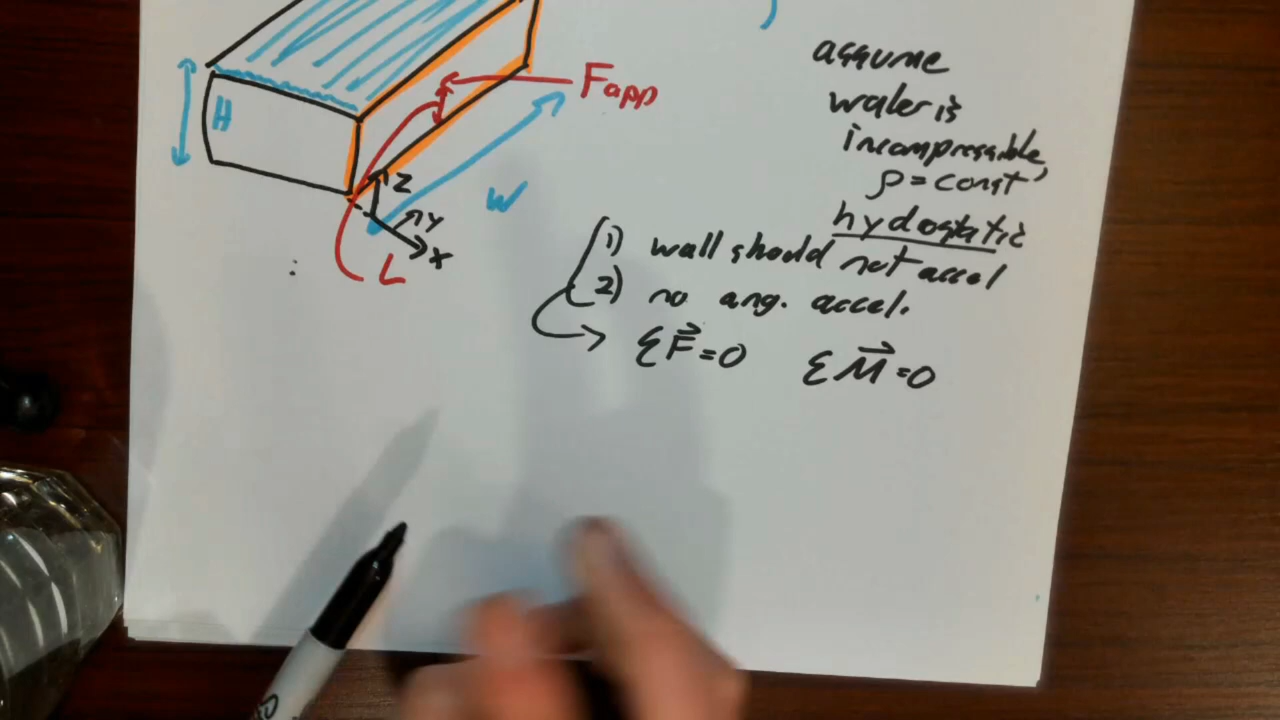 assume
water is
incompressible,
ρ = const
hydostatic
H
Fapp
W
Z
Y
X
L
1) wall should not accel
2) no ang. accel.
ΣF⃗=0 ΣM⃗=0